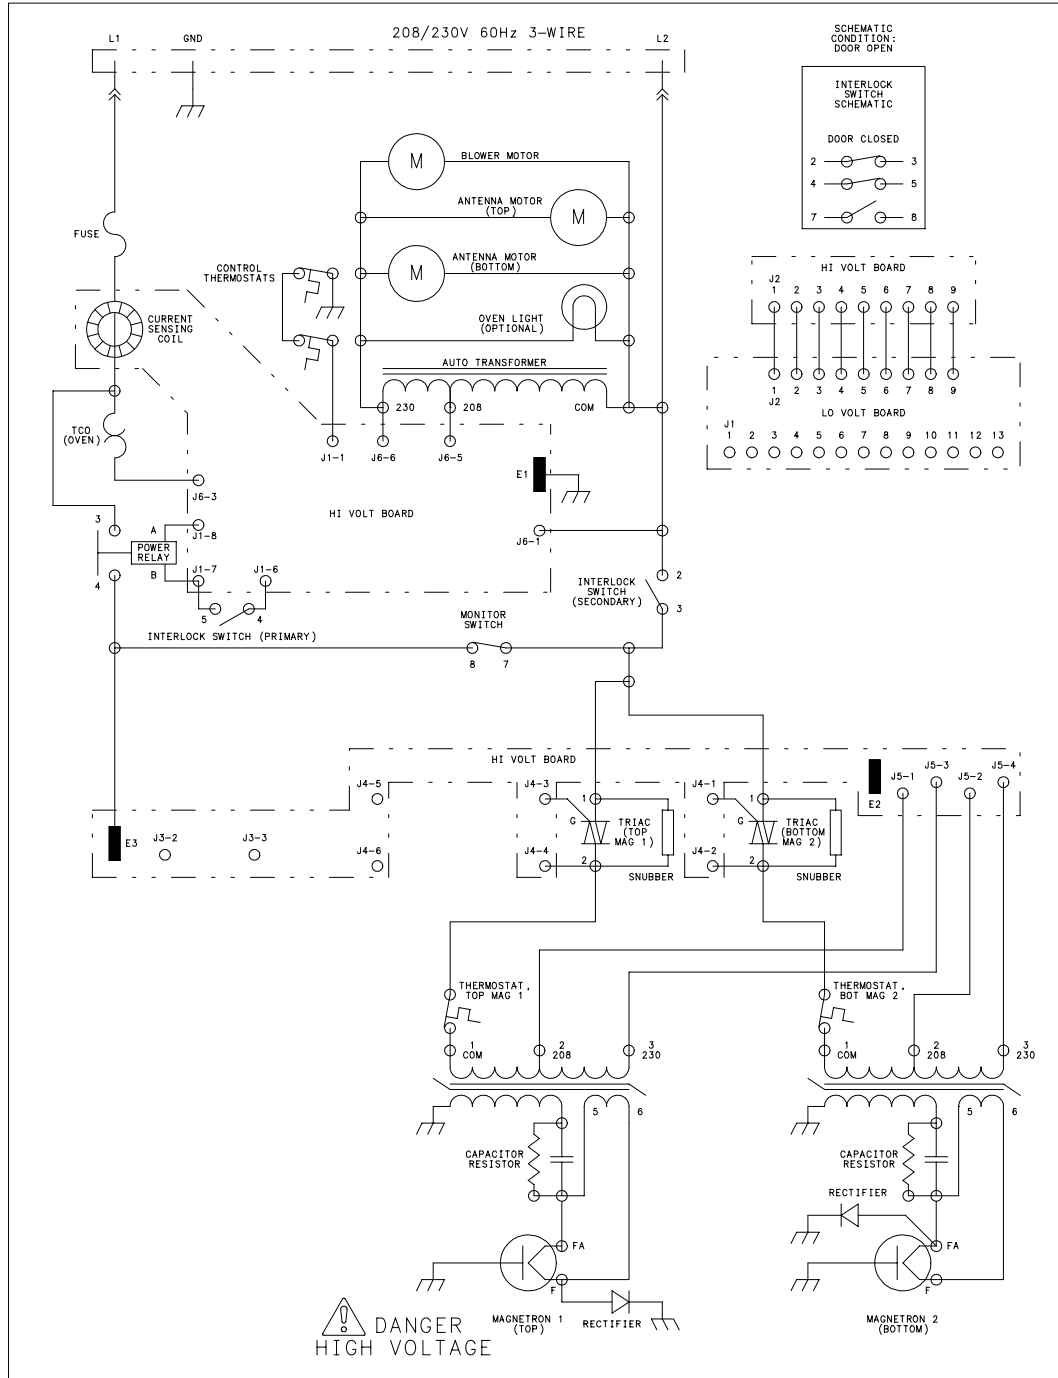 208/230V 60Hz 3-WIRE
L1
GND
L2
SCHEMATIC
CONDITION:
DOOR OPEN
INTERLOCK
SWITCH
SCHEMATIC
DOOR CLOSED
2 3
4 5
7 8
M
BLOWER MOTOR
ANTENNA MOTOR
(TOP)
M
M
ANTENNA MOTOR
(BOTTOM)
FUSE
CONTROL
THERMOSTATS
OVEN LIGHT
(OPTIONAL)
CURRENT
SENSING
COIL
AUTO TRANSFORMER
230
208
COM
HI VOLT BOARD
J2
1 2 3 4 5 6 7 8 9
1 2 3 4 5 6 7 8 9
J2
LO VOLT BOARD
J1
1 2 3 4 5 6 7 8 9 10 11 12 13
TCO
(OVEN)
J1-1
J6-6
J6-5
E1
J6-3
HI VOLT BOARD
3
A
J1-8
POWER
RELAY
J6-1
4
B
J1-7
J1-6
5
4
INTERLOCK SWITCH (PRIMARY)
INTERLOCK
SWITCH
(SECONDARY)
2
3
MONITOR
SWITCH
8
7
HI VOLT BOARD
J4-5
J4-3
J4-1
J5-1
J5-3
J5-2
J5-4
E2
1
G
TRIAC
(TOP
MAG 1)
1
G
TRIAC
(BOTTOM
MAG 2)
E3
J3-2
J3-3
J4-6
J4-4
2
SNUBBER
J4-2
2
SNUBBER
THERMOSTAT,
TOP MAG 1
THERMOSTAT,
BOT MAG 2
1
COM
2
208
3
230
1
COM
2
208
3
230
5
6
5
6
CAPACITOR
RESISTOR
CAPACITOR
RESISTOR
RECTIFIER
FA
F
FA
F
MAGNETRON 1
(TOP)
RECTIFIER
MAGNETRON 2
(BOTTOM)
! DANGER
HIGH VOLTAGE